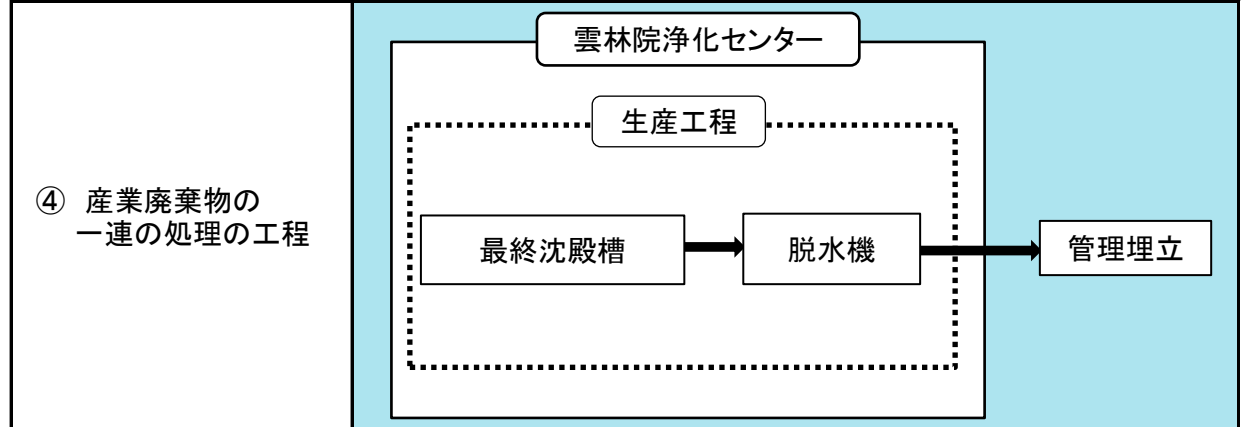 ④ 産業廃棄物の
一連の処理の工程
雲林院浄化センター
生産工程
最終沈殿槽
脱水機
管理埋立